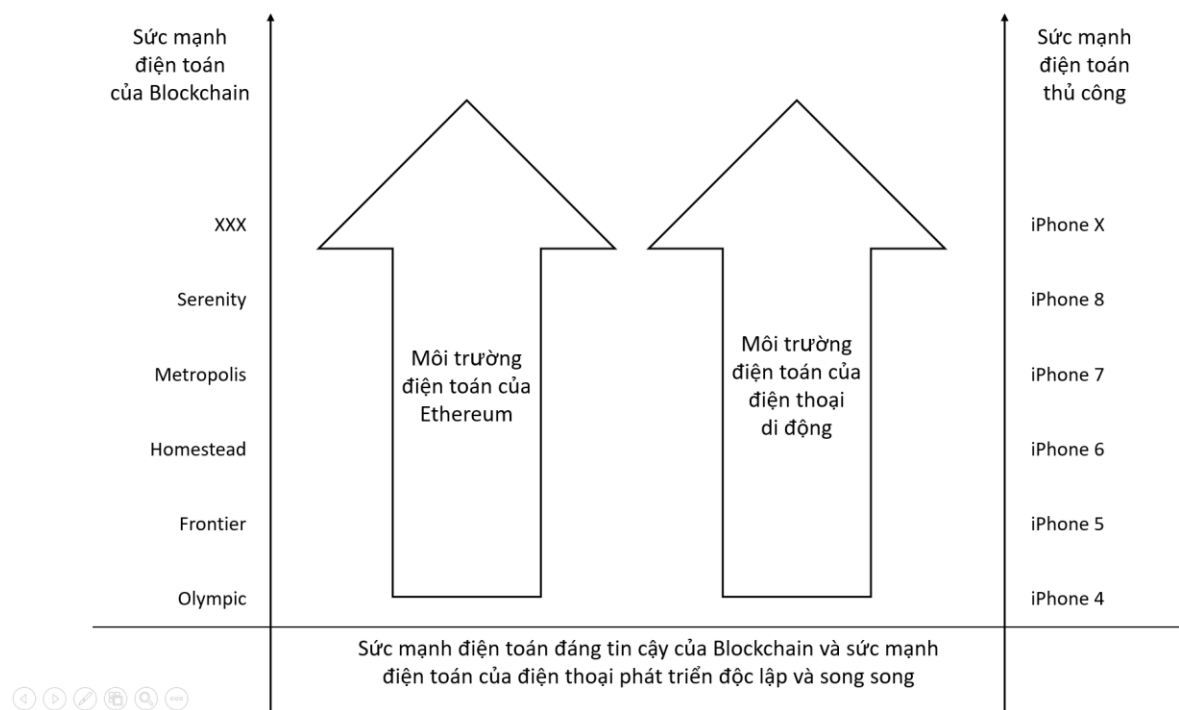 Sức mạnh
điện toán
của Blockchain
Sức mạnh
điện toán
thủ công
XXX
iPhone X
Serenity
iPhone 8
Metropolis
iPhone 7
Homestead
iPhone 6
Frontier
iPhone 5
Olympic
iPhone 4
Môi trường
điện toán của
Ethereum
Môi trường
điện toán của
điện thoại
di động
Sức mạnh điện toán đáng tin cậy của Blockchain và sức mạnh
điện toán của điện thoại phát triển độc lập và song song